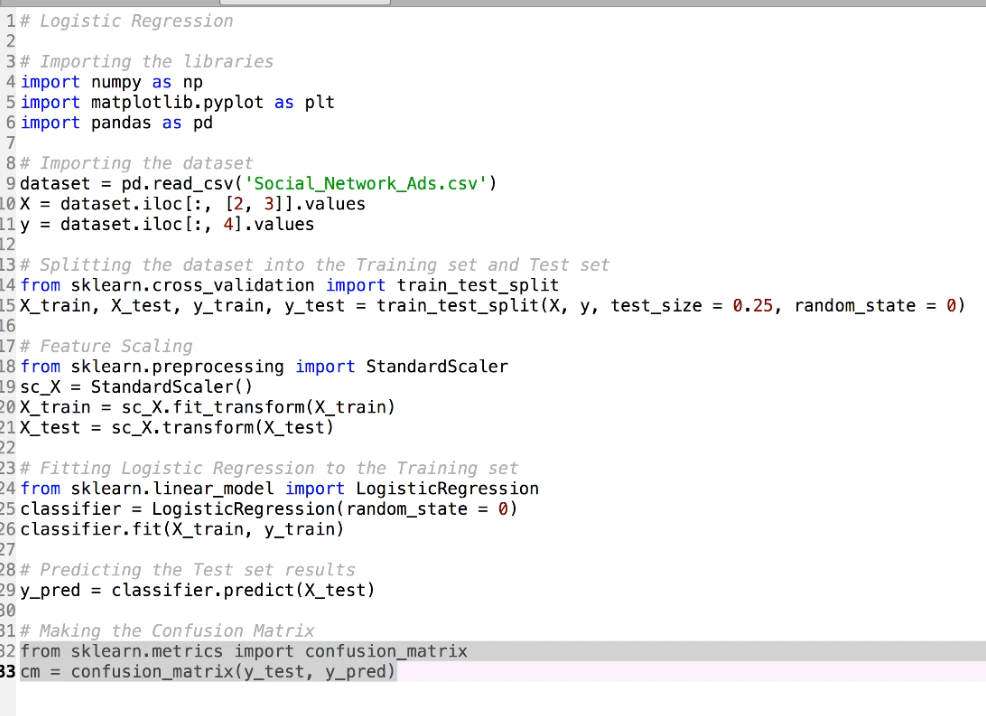 1 # Logistic Regression
2
3 # Importing the libraries
4 import numpy as np
5 import matplotlib.pyplot as plt
6 import pandas as pd
7
8 # Importing the dataset
9 dataset = pd.read_csv('Social_Network_Ads.csv')
10 X = dataset.iloc[:, [2, 3]].values
11 y = dataset.iloc[:, 4].values
12
13 # Splitting the dataset into the Training set and Test set
14 from sklearn.cross_validation import train_test_split
15 X_train, X_test, y_train, y_test = train_test_split(X, y, test_size = 0.25, random_state = 0)
16
17 # Feature Scaling
18 from sklearn.preprocessing import StandardScaler
19 sc_X = StandardScaler()
20 X_train = sc_X.fit_transform(X_train)
21 X_test = sc_X.transform(X_test)
22
23 # Fitting Logistic Regression to the Training set
24 from sklearn.linear_model import LogisticRegression
25 classifier = LogisticRegression(random_state = 0)
26 classifier.fit(X_train, y_train)
27
28 # Predicting the Test set results
29 y_pred = classifier.predict(X_test)
30
31 # Making the Confusion Matrix
32 from sklearn.metrics import confusion_matrix
33 cm = confusion_matrix(y_test, y_pred)